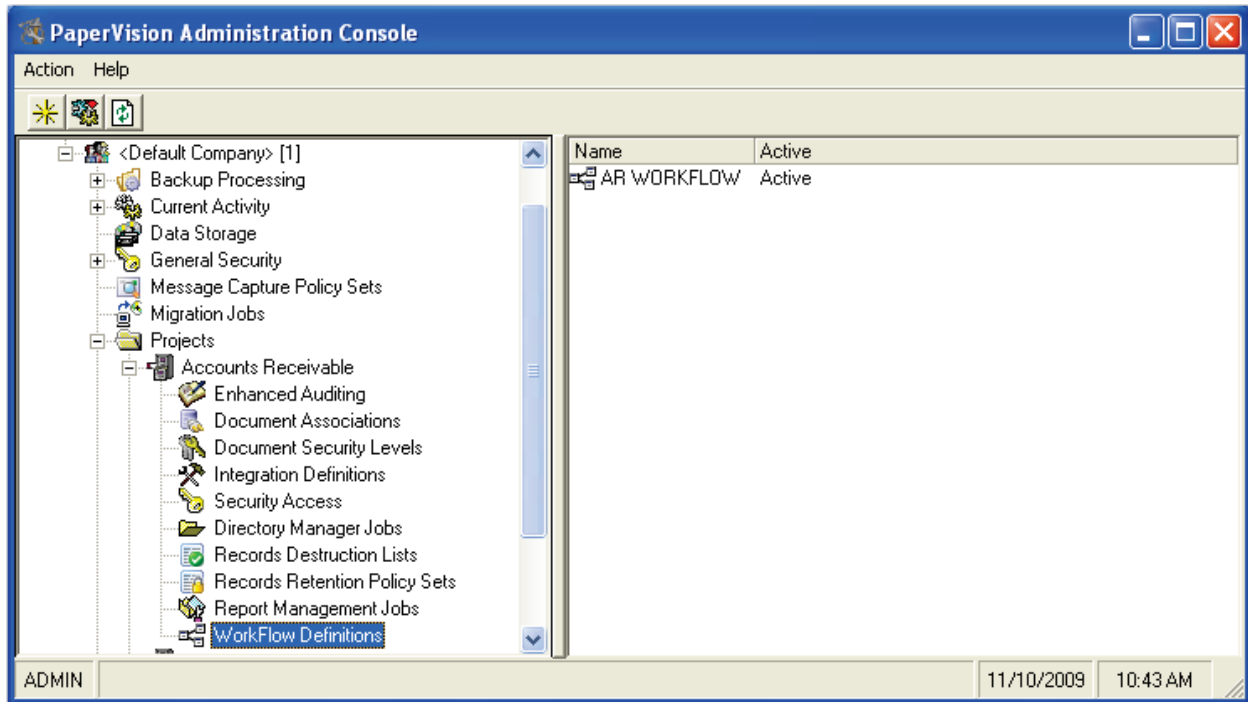 PaperVision Administration Console
Action Help
<Default Company> [1]
Backup Processing
Current Activity
Data Storage
General Security
Message Capture Policy Sets
Migration Jobs
Projects
Accounts Receivable
Enhanced Auditing
Document Associations
Document Security Levels
Integration Definitions
Security Access
Directory Manager Jobs
Records Destruction Lists
Records Retention Policy Sets
Report Management Jobs
WorkFlow Definitions
Name Active
AR WORKFLOW Active
ADMIN 11/10/2009 10:43 AM